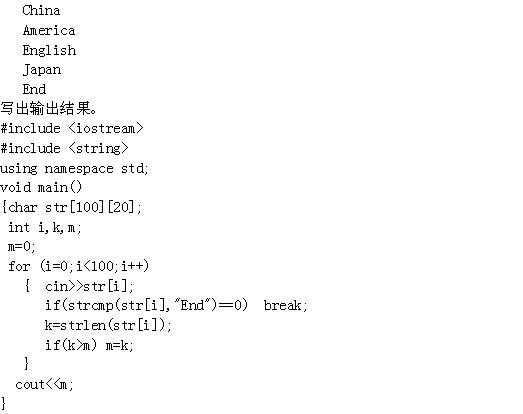 China
America
English
Japan
End
写出输出结果。
#include <iostream>
#include <string>
using namespace std;
void main()
{char str[100][20];
int i,k,m;
m=0;
for (i=0;i<100;i++)
{ cin>>str[i];
if(strcmp(str[i],"End")==0) break;
k=strlen(str[i]);
if(k>m) m=k;
}
cout<<m;
}